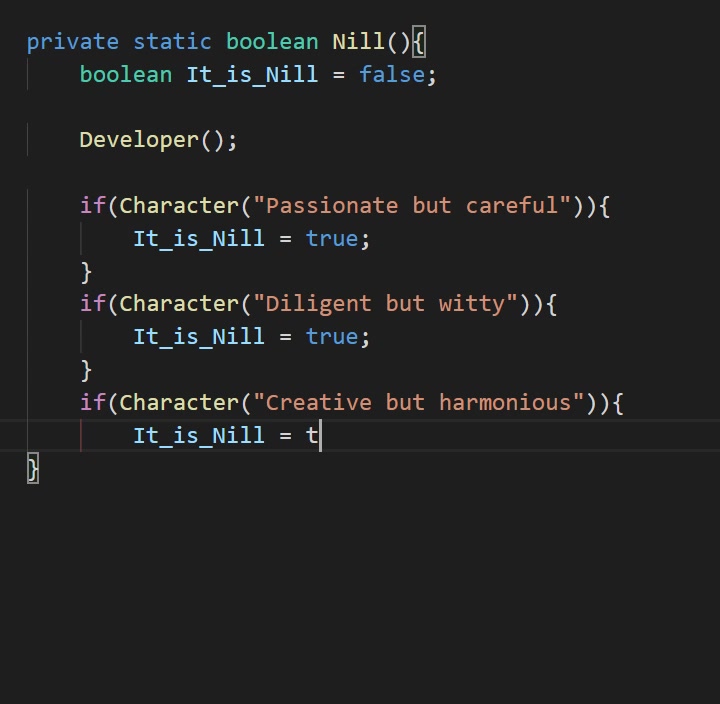 private static boolean Nill(){
    boolean It_is_Nill = false;

    Developer();

    if(Character("Passionate but careful")){
        It_is_Nill = true;
    }
    if(Character("Diligent but witty")){
        It_is_Nill = true;
    }
    if(Character("Creative but harmonious")){
        It_is_Nill = t
}